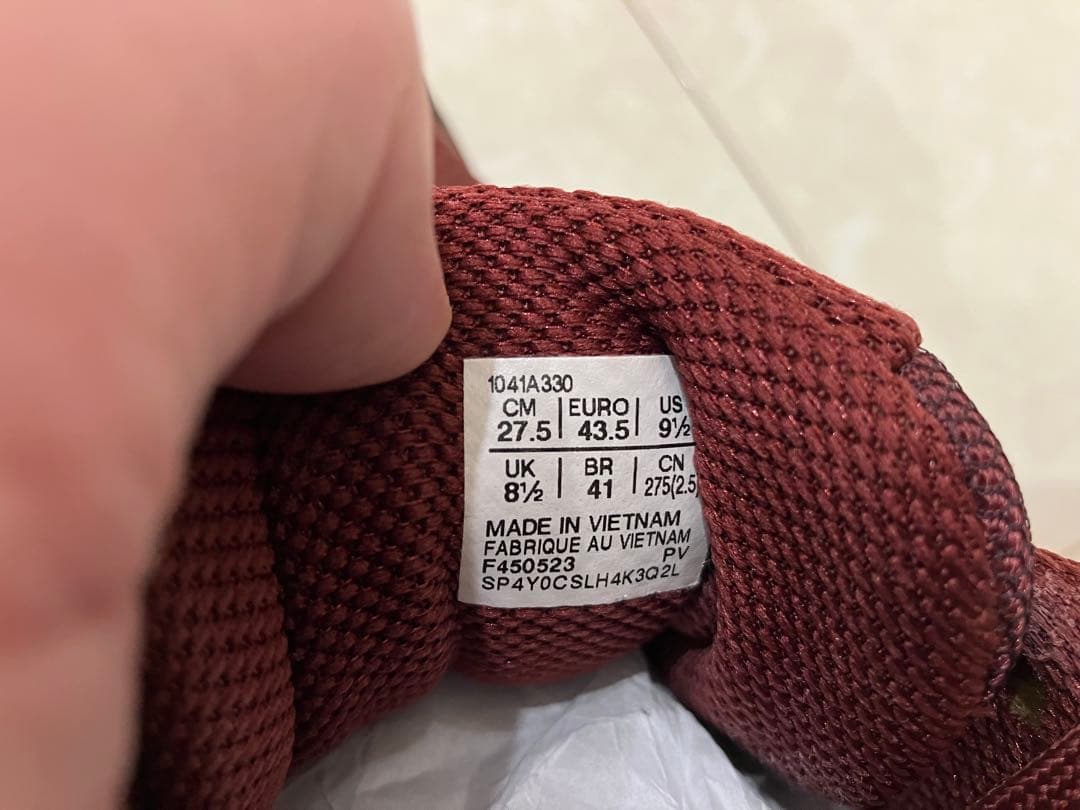 1041A330
CM | EURO | US
27.5 | 43.5 | 9½
UK | BR | CN
8½ | 41 | 275(2.5)
MADE IN VIETNAM
FABRIQUE AU VIETNAM
F450523 PV
SP4Y0CSLH4K3Q2L